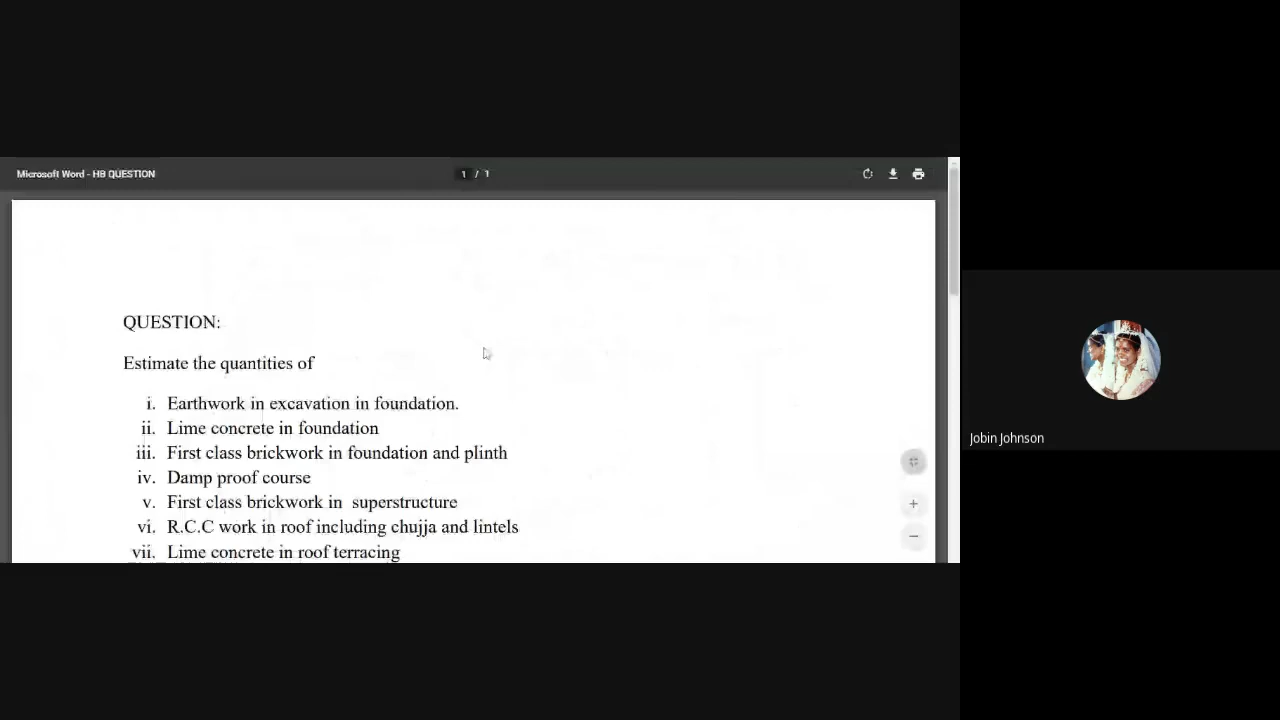 Microsoft Word - HB QUESTION
1 / 1
QUESTION:
Estimate the quantities of
i. Earthwork in excavation in foundation.
ii. Lime concrete in foundation
iii. First class brickwork in foundation and plinth
iv. Damp proof course
v. First class brickwork in superstructure
vi. R.C.C work in roof including chujja and lintels
vii. Lime concrete in roof terracing
Jobin Johnson